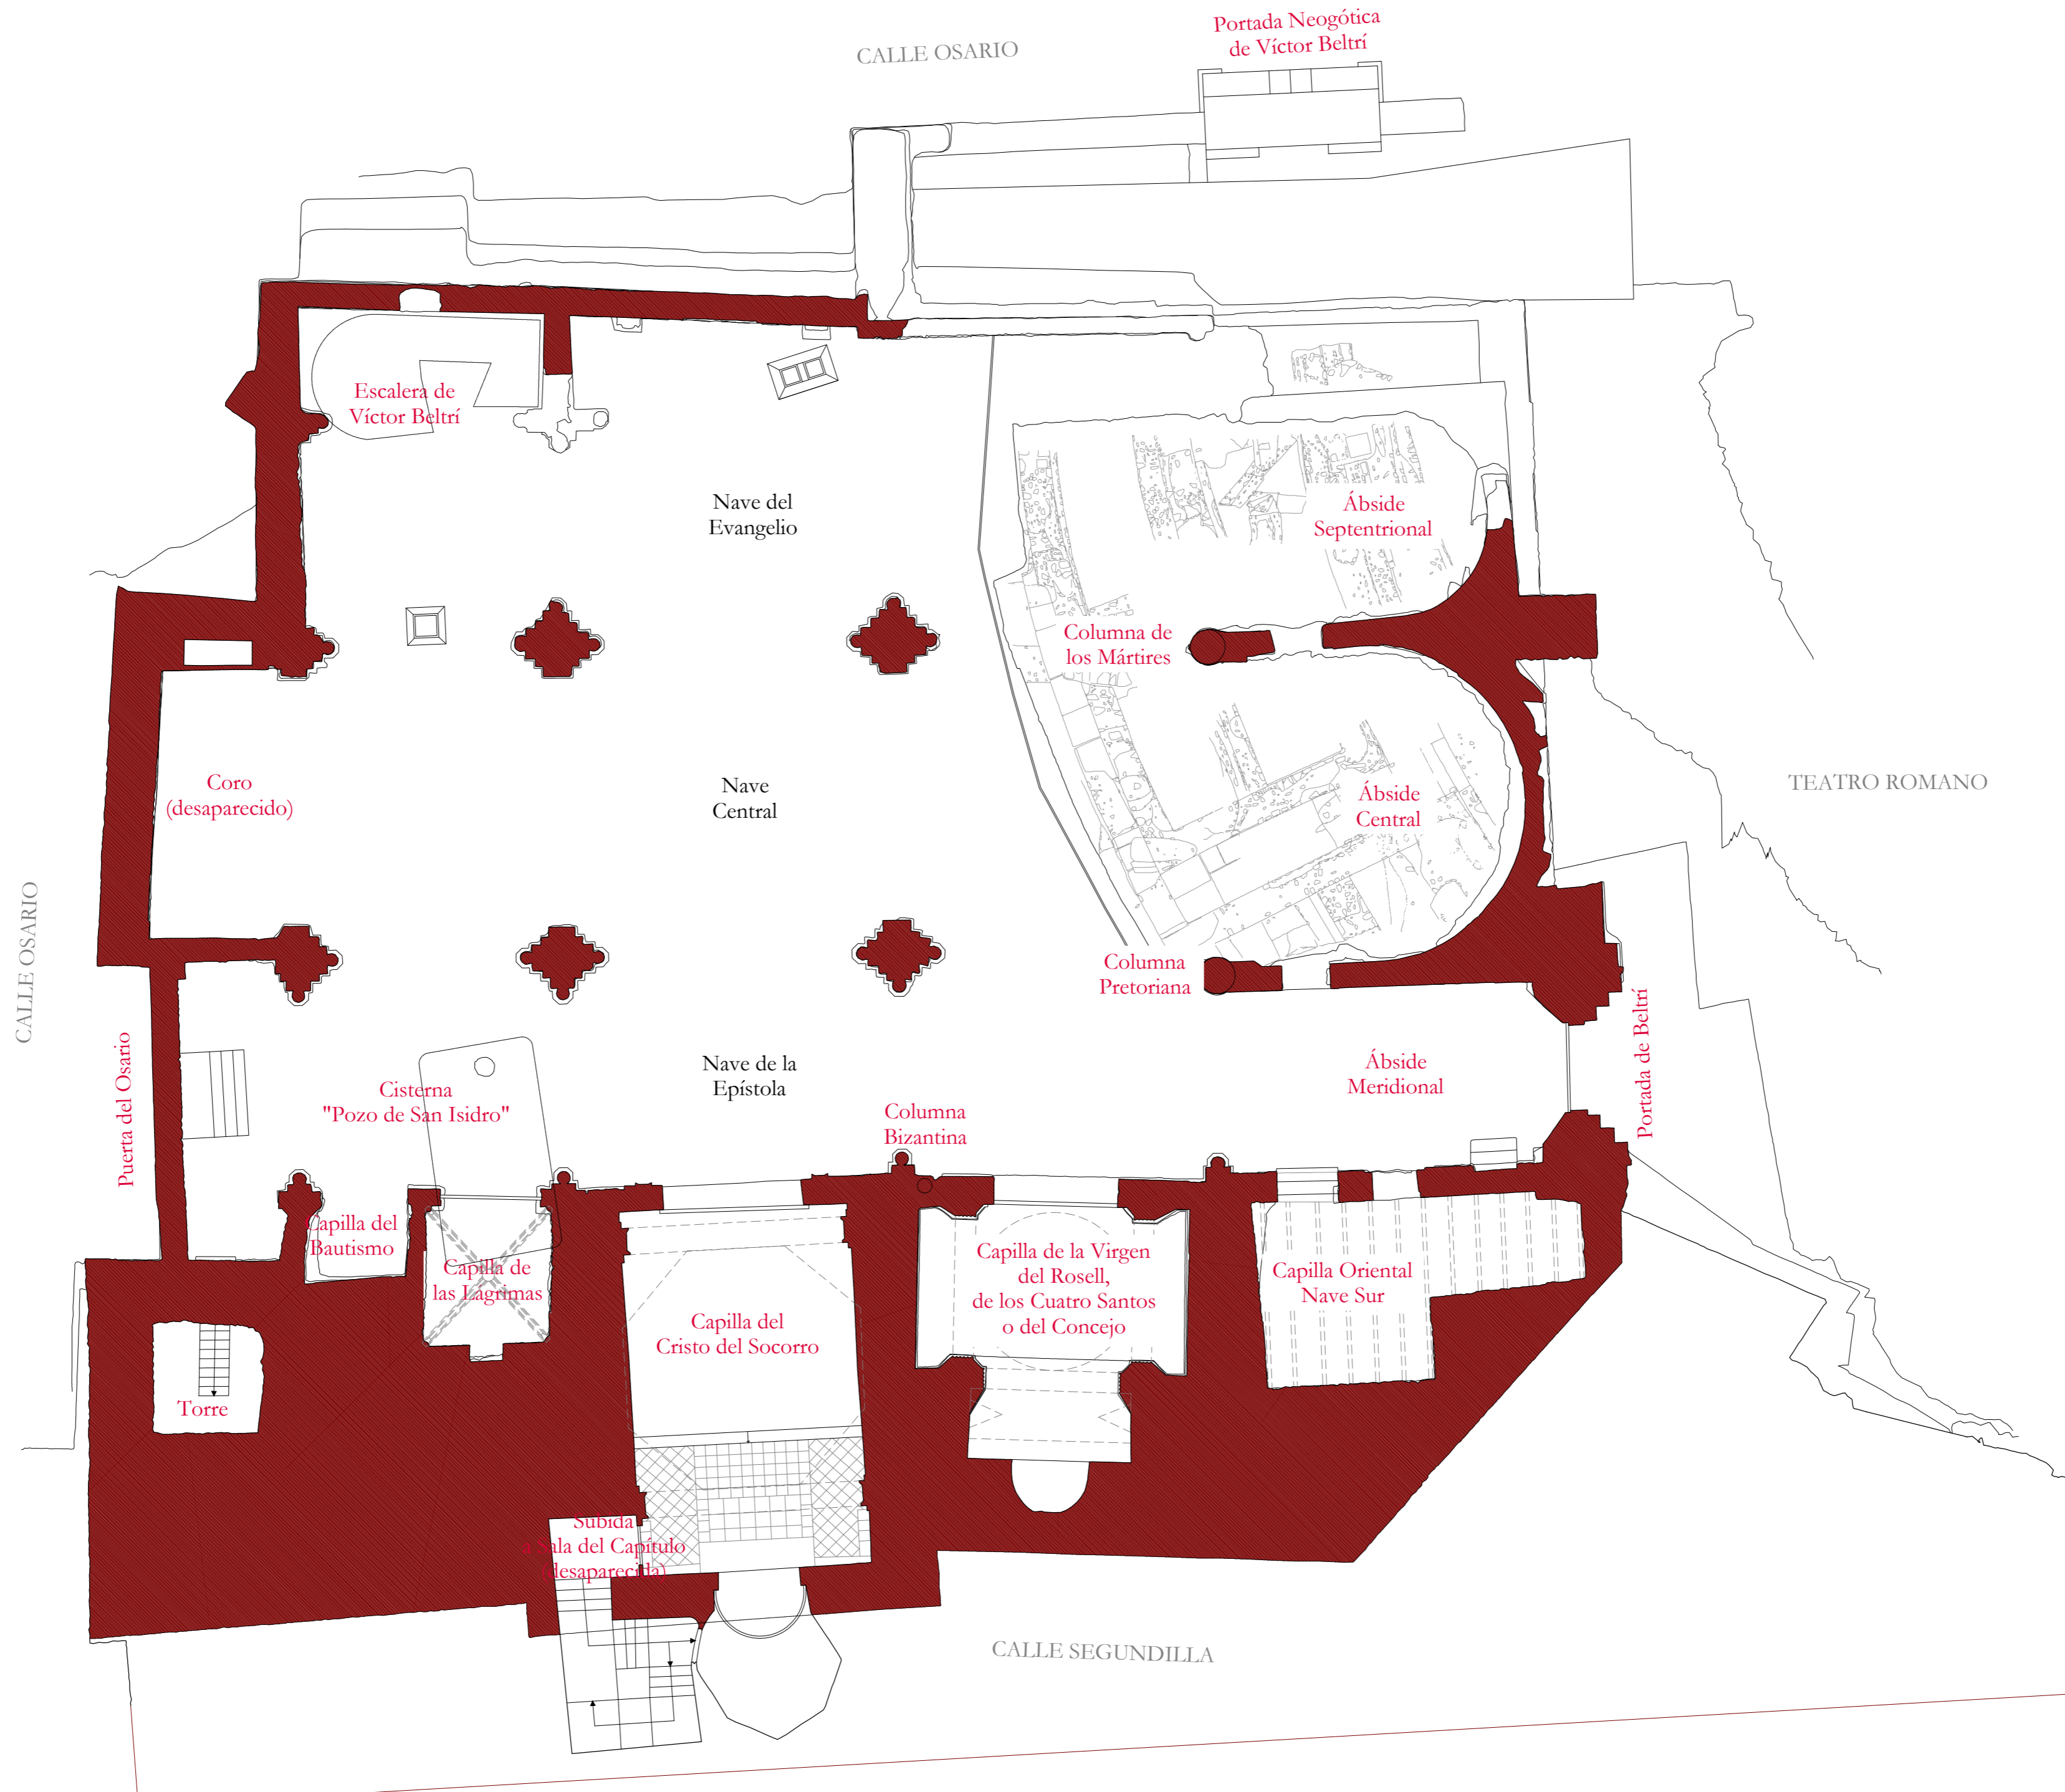 Portada Neogótica
de Víctor Beltrí
CALLE OSARIO
Escalera de
Víctor Beltrí
Nave del
Evangelio
Ábside
Septentrional
Columna de
los Mártires
Coro
(desaparecido)
Nave
Central
Ábside
Central
TEATRO ROMANO
CALLE OSARIO
Columna
Pretoriana
Puerta del Osario
Cisterna
"Pozo de San Isidro"
Nave de la
Epístola
Columna
Bizantina
Ábside
Meridional
Portada de Beltrí
Capilla del
Bautismo
Capilla de
las Lágrimas
Capilla del
Cristo del Socorro
Capilla de la Virgen
del Rosell,
de los Cuatro Santos
o del Concejo
Capilla Oriental
Nave Sur
Torre
Subida
a Sala del Capítulo
(desaparecida)
CALLE SEGUNDILLA